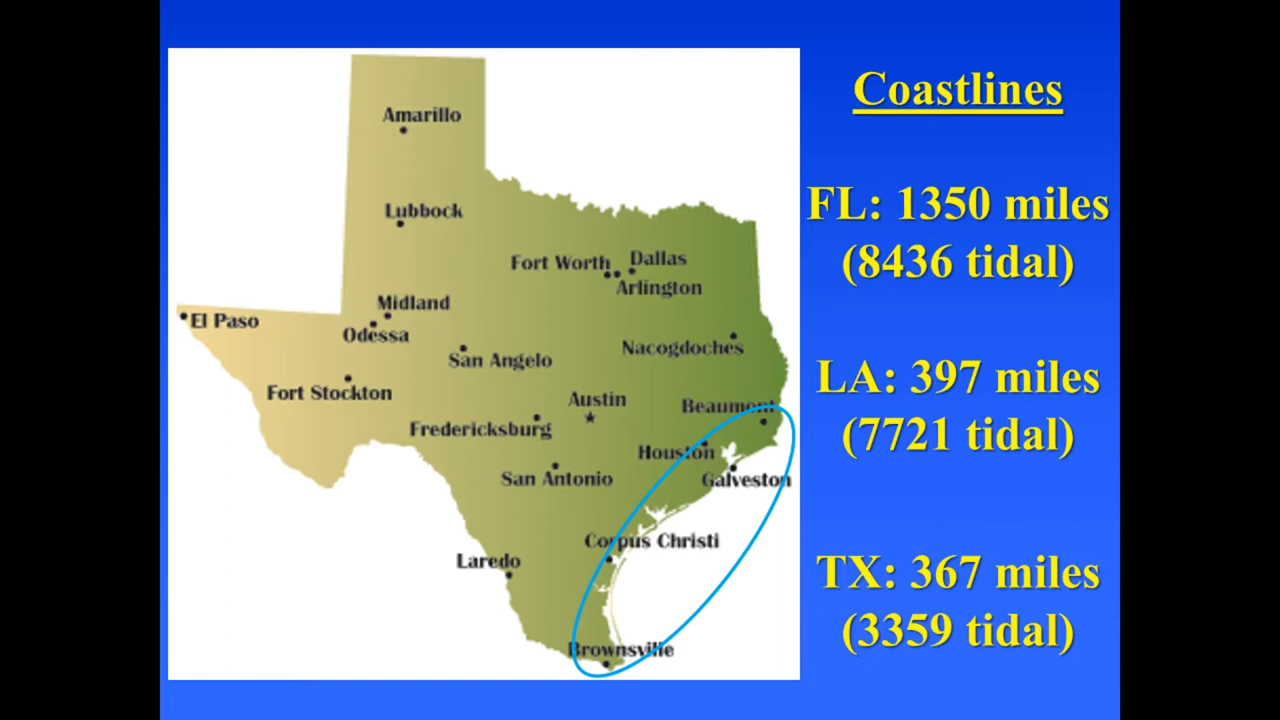 Coastlines
FL: 1350 miles
(8436 tidal)
LA: 397 miles
(7721 tidal)
TX: 367 miles
(3359 tidal)
Amarillo
Lubbock
Fort Worth
Dallas
Arlington
Midland
El Paso
Odessa
Nacogdoches
San Angelo
Fort Stockton
Austin
Beaumont
Fredericksburg
Houston
San Antonio
Galveston
Corpus Christi
Laredo
Brownsville